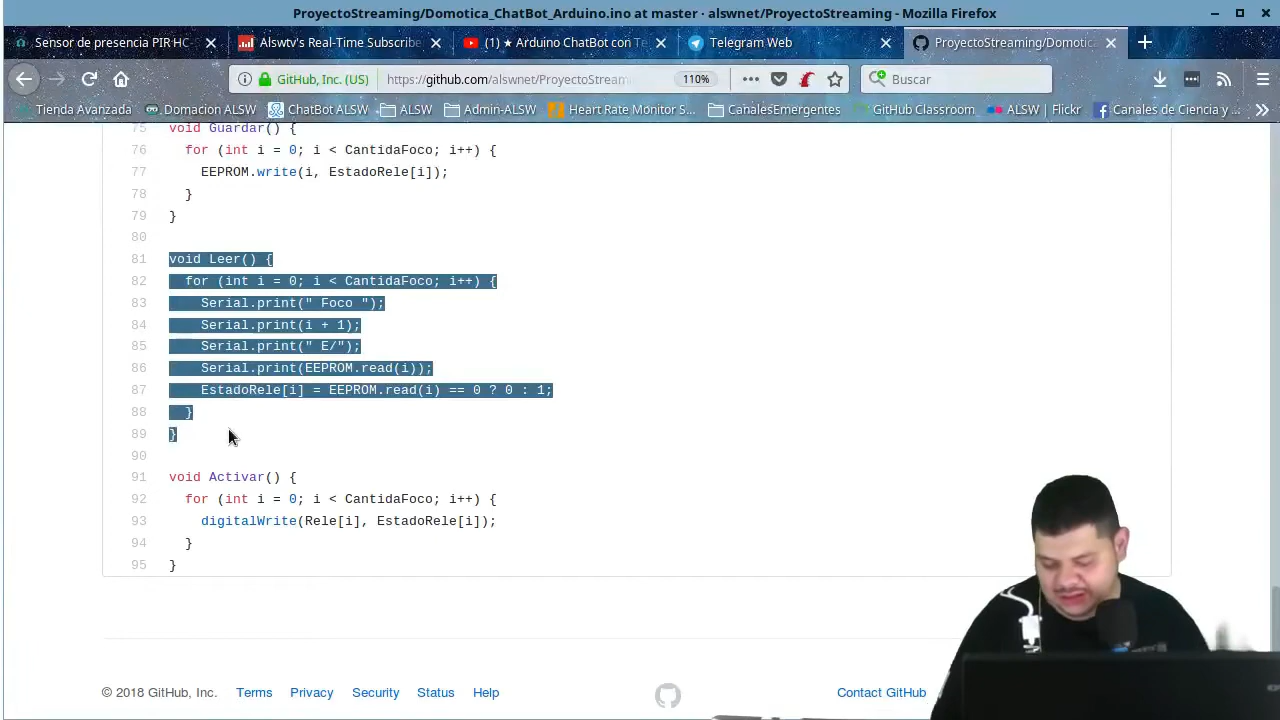 ProyectoStreaming/Domotica_ChatBot_Arduino.ino at master · alswnet/ProyectoStreaming - Mozilla Firefox
Sensor de presencia PIR HC
Alswtv's Real-Time Subscribe
(1) ★ Arduino ChatBot con Te
Telegram Web
ProyectoStreaming/Domotic
GitHub, Inc. (US)
https://github.com/alswnet/ProyectoStream
110%
Buscar
Tienda Avanzada
Domacion ALSW
ChatBot ALSW
ALSW
Admin-ALSW
Heart Rate Monitor S...
CanalesEmergentes
GitHub Classroom
ALSW | Flickr
Canales de Ciencia y ...
75 void Guardar() {
76 for (int i = 0; i < CantidaFoco; i++) {
77 EEPROM.write(i, EstadoRele[i]);
78 }
79 }
80
81 void Leer() {
82 for (int i = 0; i < CantidaFoco; i++) {
83 Serial.print(" Foco ");
84 Serial.print(i + 1);
85 Serial.print(" E/");
86 Serial.print(EEPROM.read(i));
87 EstadoRele[i] = EEPROM.read(i) == 0 ? 0 : 1;
88 }
89 }
90
91 void Activar() {
92 for (int i = 0; i < CantidaFoco; i++) {
93 digitalWrite(Rele[i], EstadoRele[i]);
94 }
95 }
© 2018 GitHub, Inc.
Terms
Privacy
Security
Status
Help
Contact GitHub